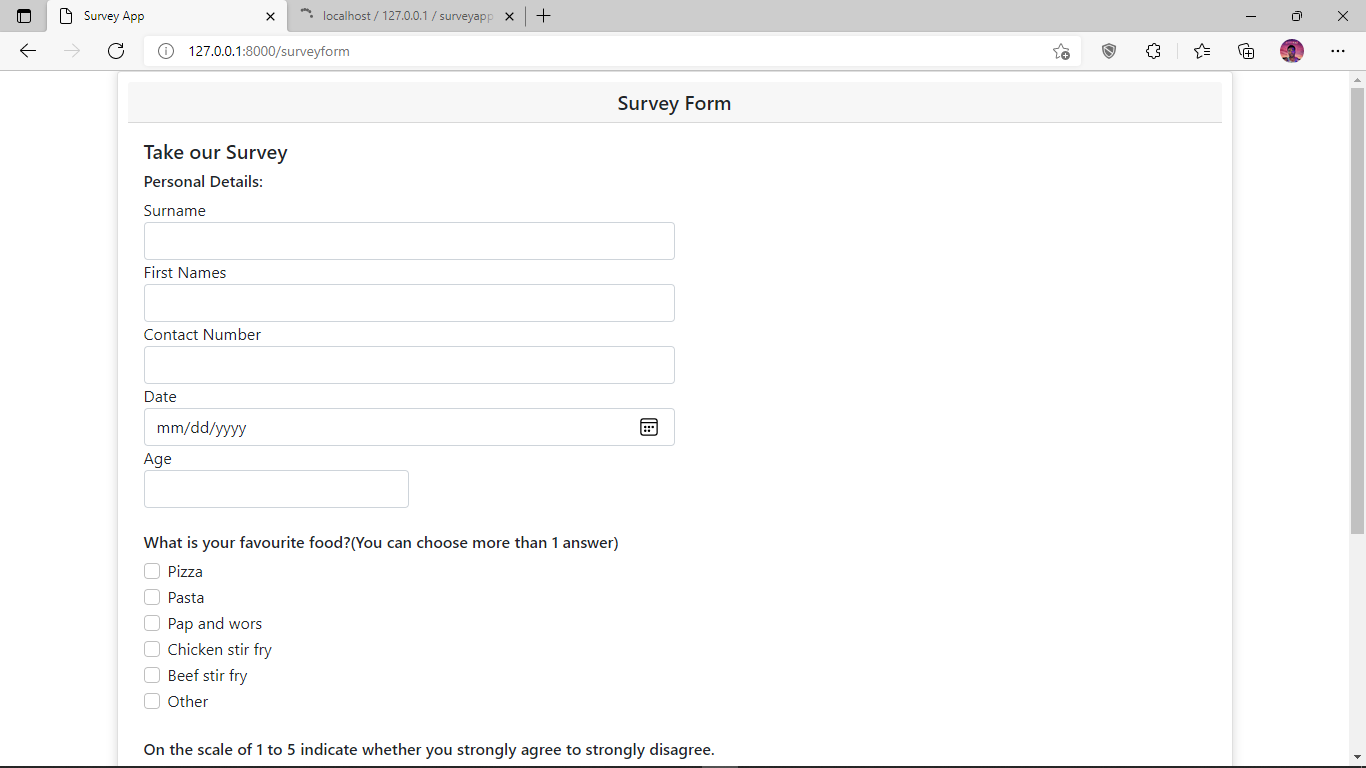 Survey App
localhost / 127.0.0.1 / surveyapp
127.0.0.1:8000/surveyform
Survey Form
Take our Survey
Personal Details:
Surname
First Names
Contact Number
Date
mm/dd/yyyy
Age
What is your favourite food?(You can choose more than 1 answer)
Pizza
Pasta
Pap and wors
Chicken stir fry
Beef stir fry
Other
On the scale of 1 to 5 indicate whether you strongly agree to strongly disagree.